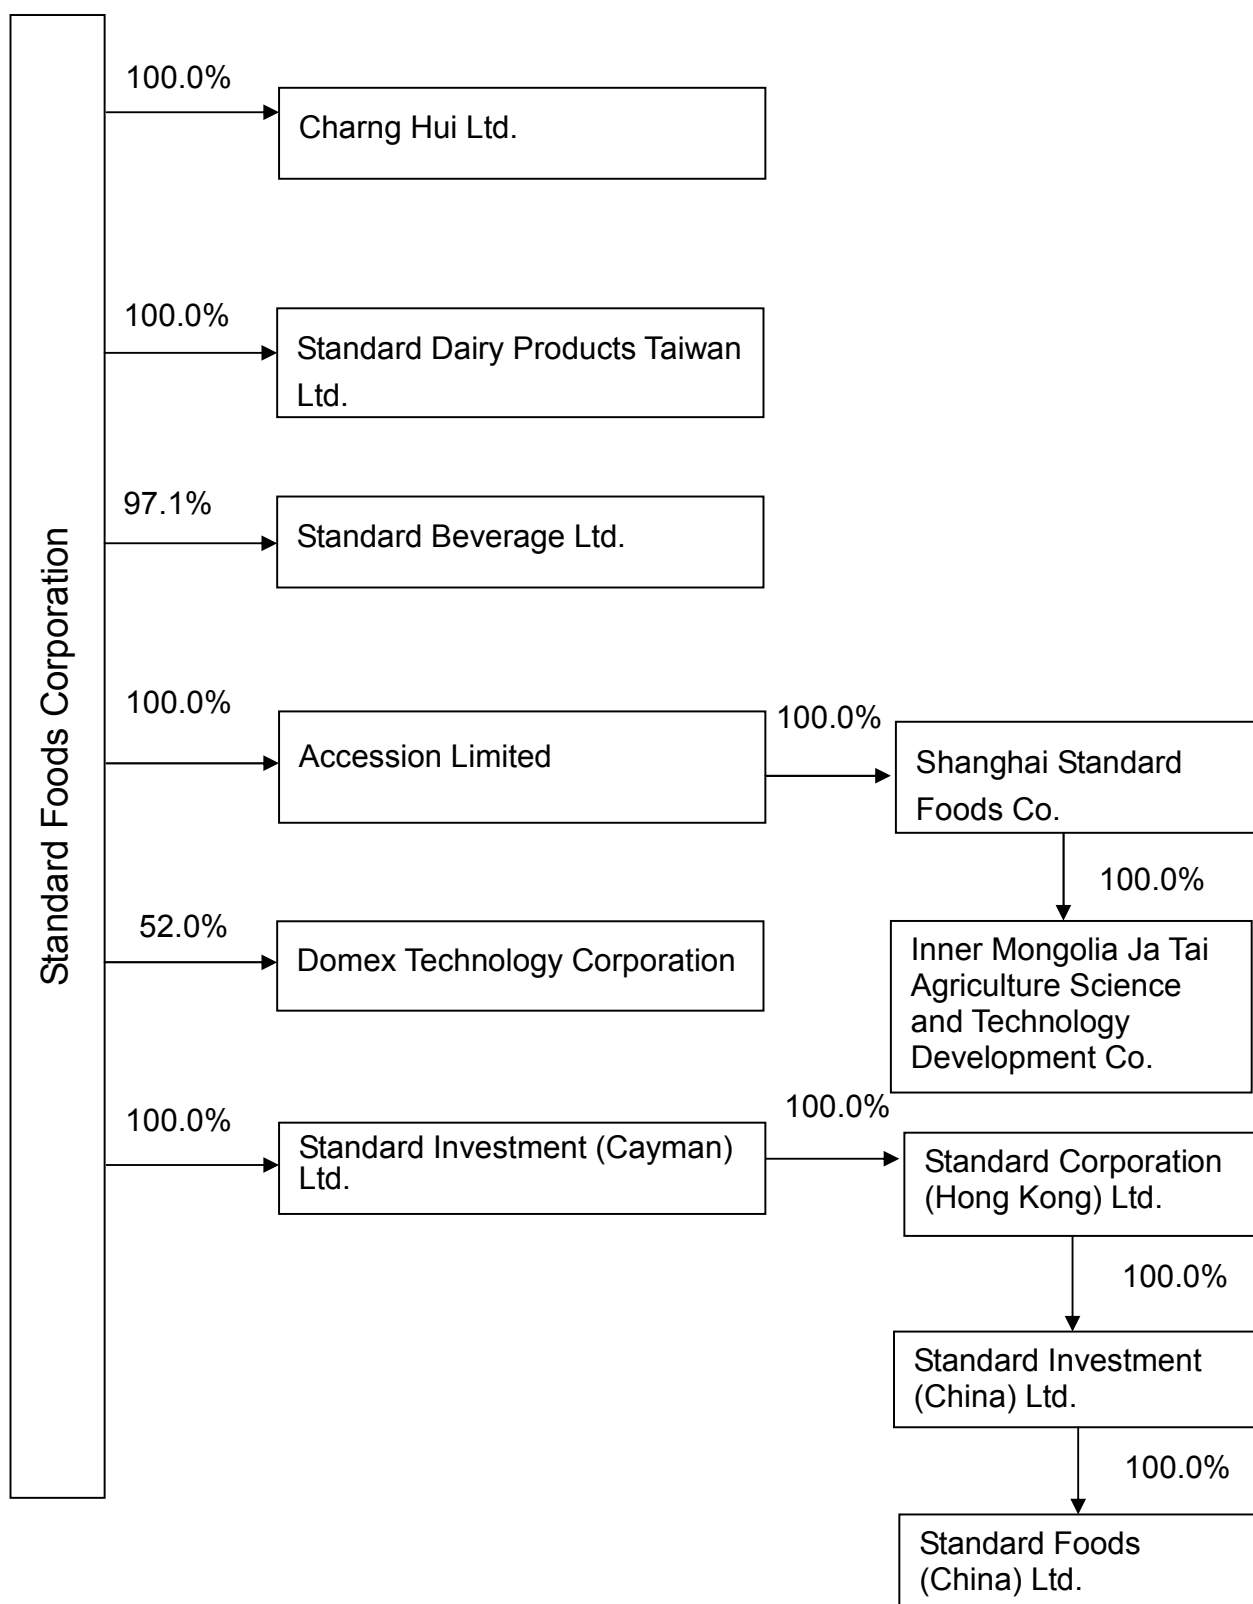 Standard Foods Corporation
100.0%
Charng Hui Ltd.
100.0%
Standard Dairy Products Taiwan
Ltd.
97.1%
Standard Beverage Ltd.
100.0%
Accession Limited
100.0%
Shanghai Standard
Foods Co.
100.0%
Inner Mongolia Ja Tai
Agriculture Science
and Technology
Development Co.
52.0%
Domex Technology Corporation
100.0%
Standard Investment (Cayman)
Ltd.
100.0%
Standard Corporation
(Hong Kong) Ltd.
100.0%
Standard Investment
(China) Ltd.
100.0%
Standard Foods
(China) Ltd.